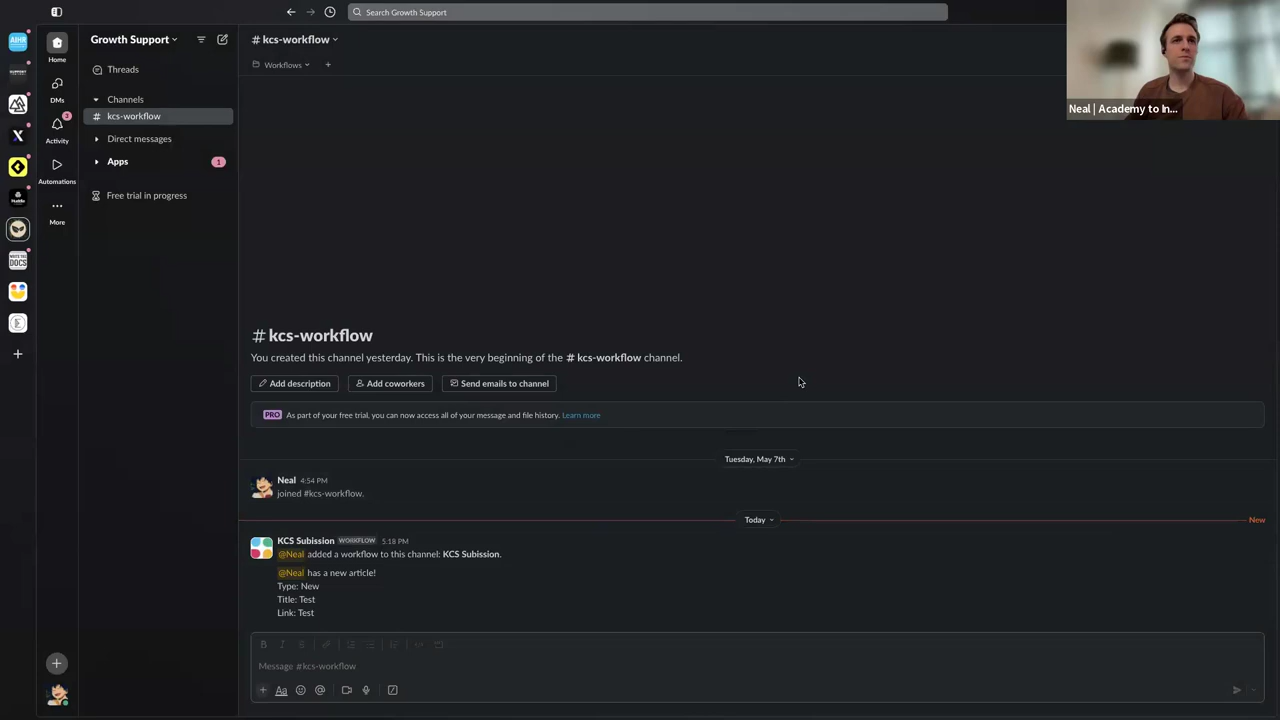 Search Growth Support
Growth Support
# kcs-workflow
Workflows
Home
Threads
DMs
Channels
# kcs-workflow
3
Activity
Direct messages
Apps
1
Automations
Free trial in progress
More
WRITE THE
DOCS
Neal | Academy to In...
# kcs-workflow
You created this channel yesterday. This is the very beginning of the # kcs-workflow channel.
Add description
Add coworkers
Send emails to channel
PRO As part of your free trial, you can now access all of your message and file history. Learn more
Tuesday, May 7th
Neal 4:54 PM
joined #kcs-workflow.
Today
New
KCS Subission WORKFLOW 5:18 PM
@Neal added a workflow to this channel: KCS Subission.
@Neal has a new article!
Type: New
Title: Test
Link: Test
Message #kcs-workflow
Aa